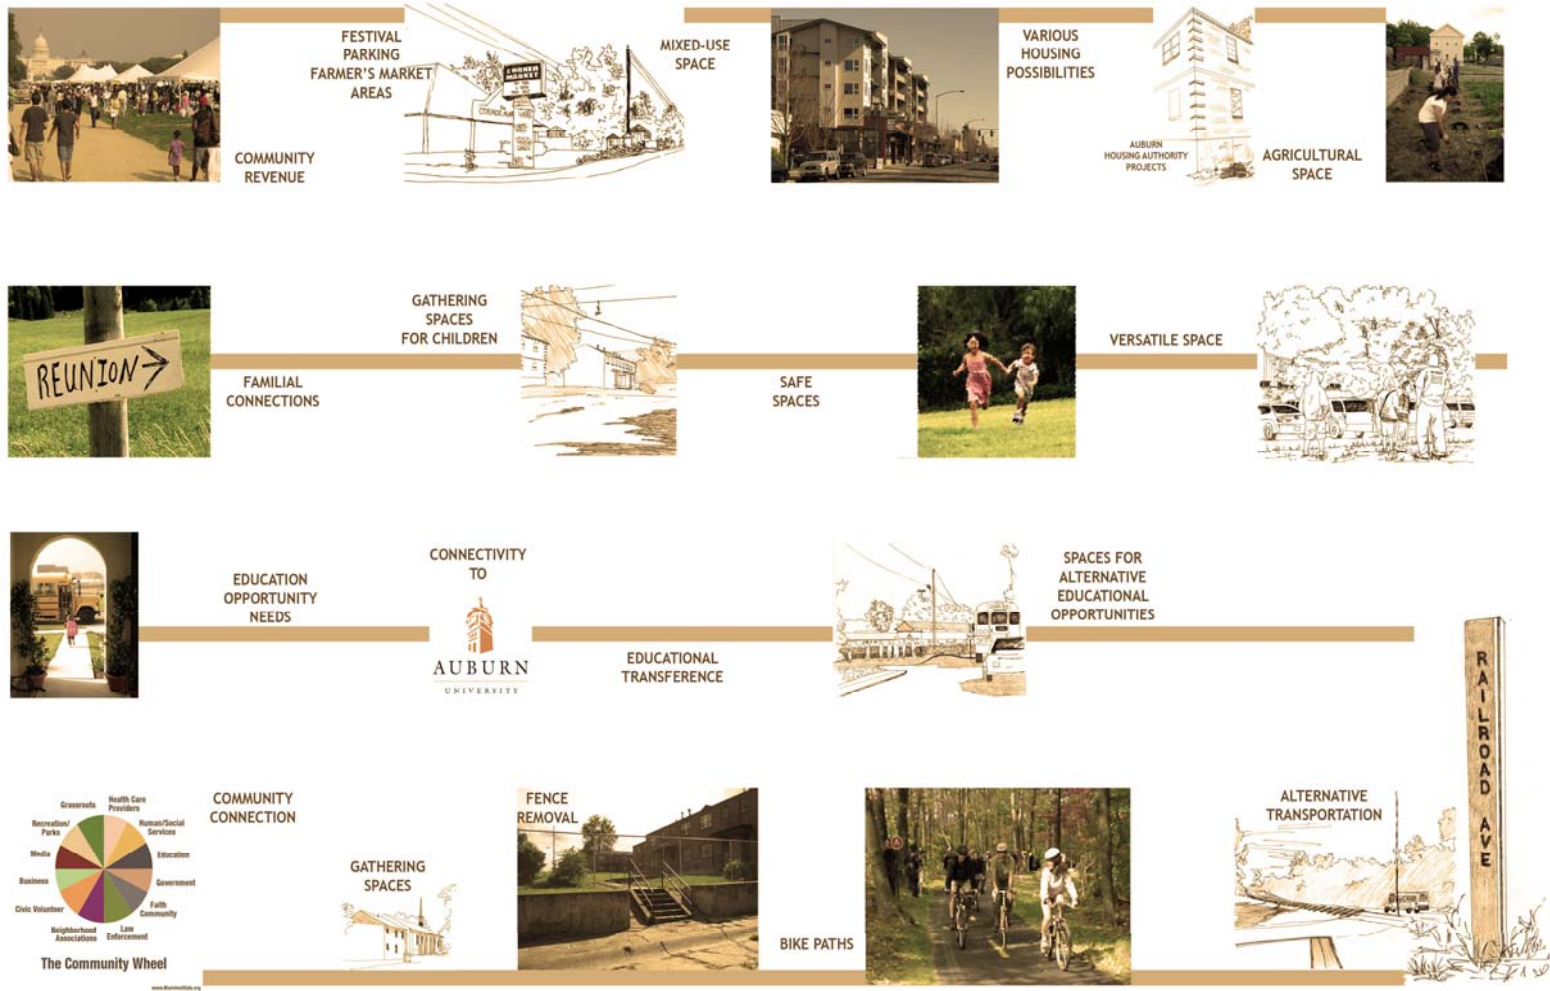 FESTIVAL
PARKING
FARMER'S MARKET
AREAS
COMMUNITY
REVENUE
CORNER
MARKET
MIXED-USE
SPACE
VARIOUS
HOUSING
POSSIBILITIES
AUBURN
HOUSING AUTHORITY
PROJECTS
AGRICULTURAL
SPACE
REUNION
FAMILIAL
CONNECTIONS
GATHERING
SPACES
FOR CHILDREN
SAFE
SPACES
VERSATILE SPACE
EDUCATION
OPPORTUNITY
NEEDS
CONNECTIVITY
TO
AUBURN
UNIVERSITY
EDUCATIONAL
TRANSFERENCE
SPACES FOR
ALTERNATIVE
EDUCATIONAL
OPPORTUNITIES
RAILROAD AVE
Grassroots
Health Care
Providers
Recreation/
Parks
Human/Social
Services
Media
Education
Business
Government
Civic Volunteer
Faith
Community
Neighborhood
Associations
Law
Enforcement
The Community Wheel
COMMUNITY
CONNECTION
GATHERING
SPACES
FENCE
REMOVAL
BIKE PATHS
ALTERNATIVE
TRANSPORTATION